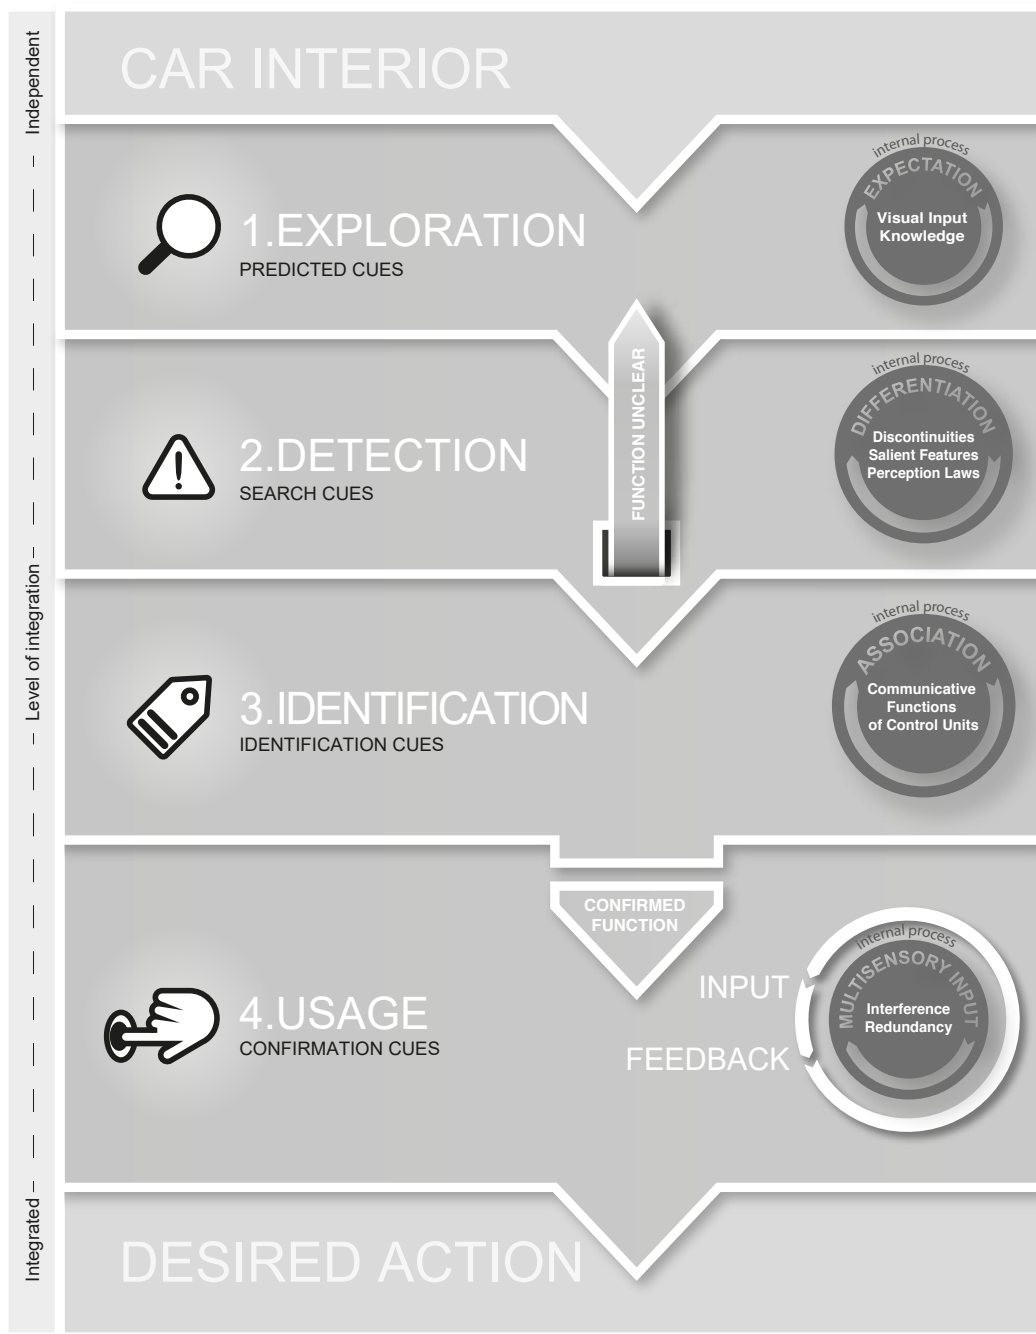 CAR INTERIOR
Independent
Level of integration
Integrated
1.EXPLORATION
PREDICTED CUES
internal process
EXPECTATION
Visual Input
Knowledge
FUNCTION UNCLEAR
2.DETECTION
SEARCH CUES
internal process
DIFFERENTIATION
Discontinuities
Salient Features
Perception Laws
3.IDENTIFICATION
IDENTIFICATION CUES
internal process
ASSOCIATION
Communicative
Functions
of Control Units
CONFIRMED
FUNCTION
4.USAGE
CONFIRMATION CUES
INPUT
FEEDBACK
internal process
MULTISENSORY INPUT
Interference
Redundancy
DESIRED ACTION